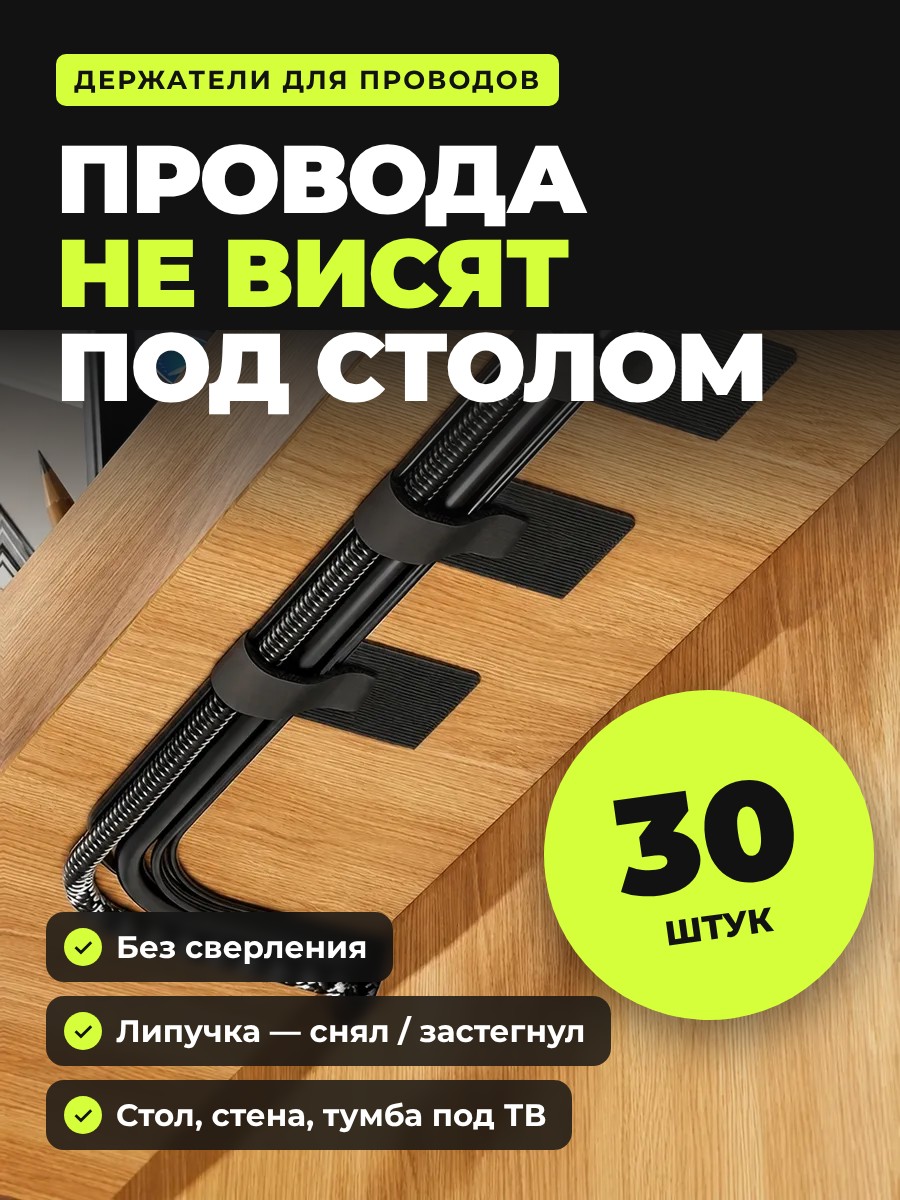 ДЕРЖАТЕЛИ ДЛЯ ПРОВОДОВ
ПРОВОДА
НЕ ВИСЯТ
ПОД СТОЛОМ
30
ШТУК
Без сверления
Липучка — снял / застегнул
Стол, стена, тумба под ТВ